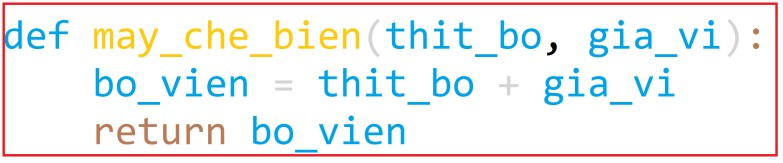 def may_che_bien(thit_bo, gia_vi):
    bo_vien = thit_bo + gia_vi
    return bo_vien